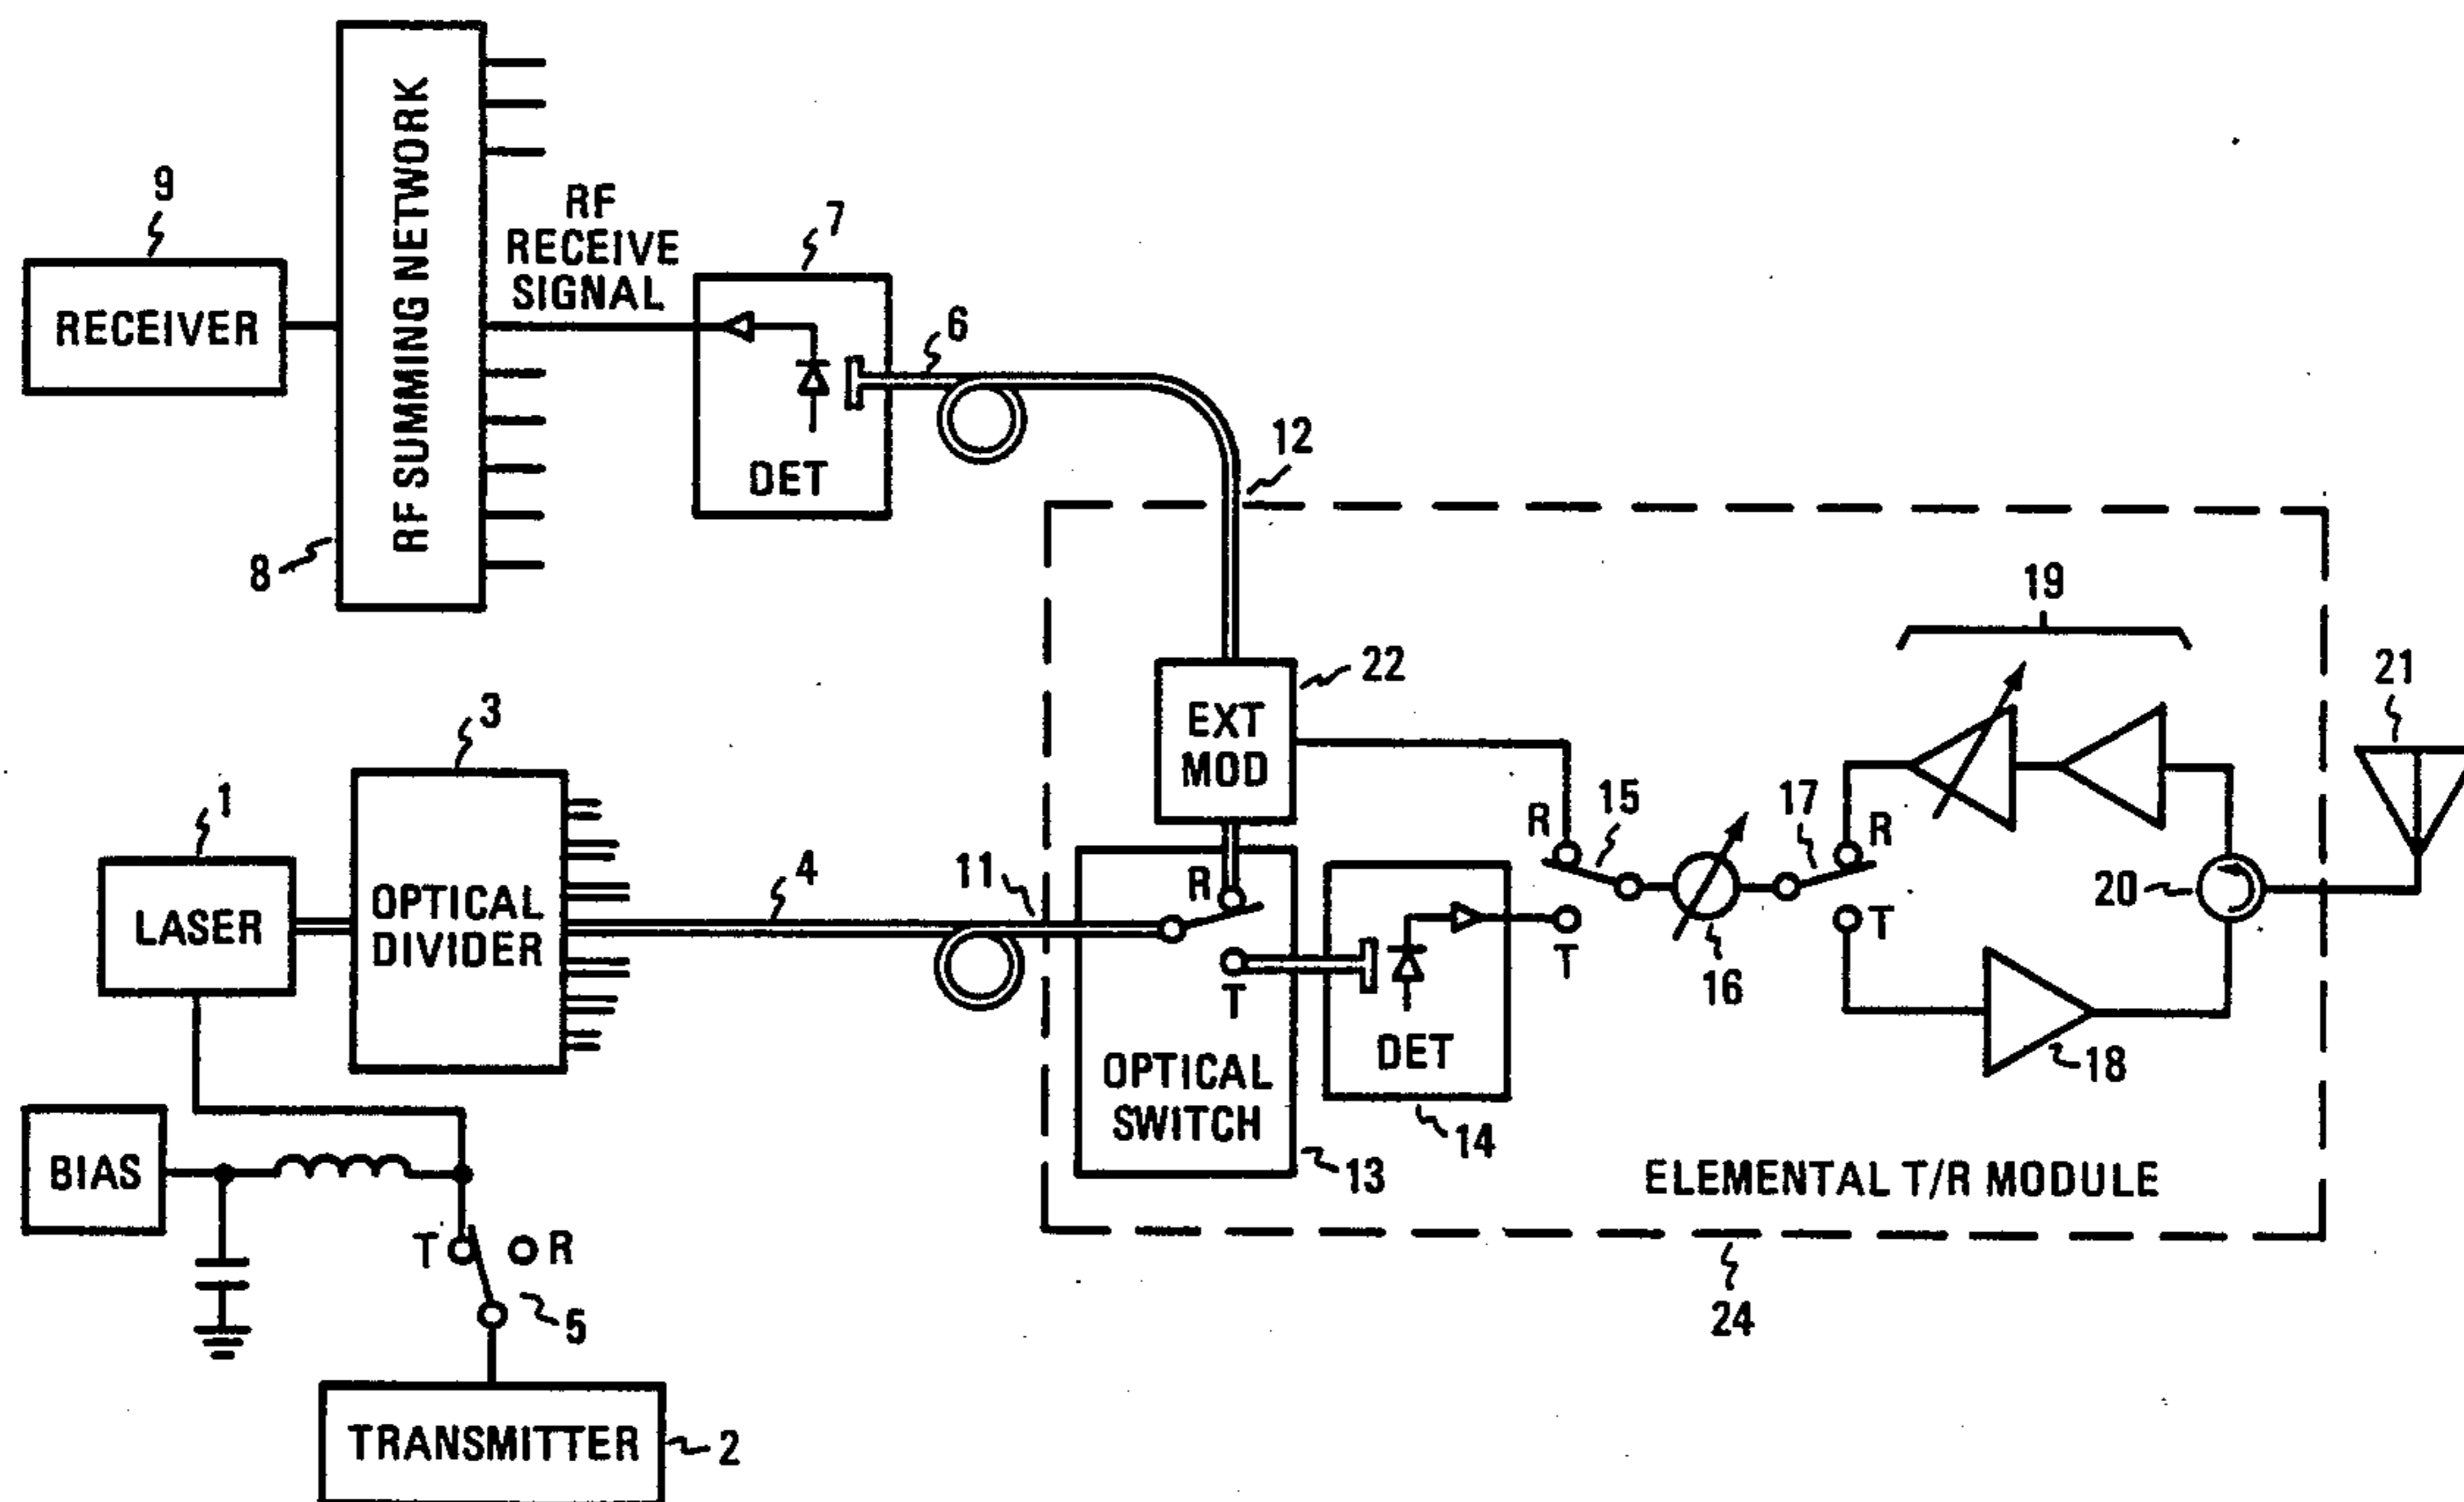 RF SUMMING NETWORK
8
9
RECEIVER
RF
RECEIVE
SIGNAL
7
DET
6
12
3
1
LASER
OPTICAL
DIVIDER
4
11
BIAS
T
R
5
TRANSMITTER
2
EXT
MOD
22
R
T
OPTICAL
SWITCH
13
DET
14
R
15
T
16
17
R
T
19
18
20
21
ELEMENTAL T/R MODULE
24